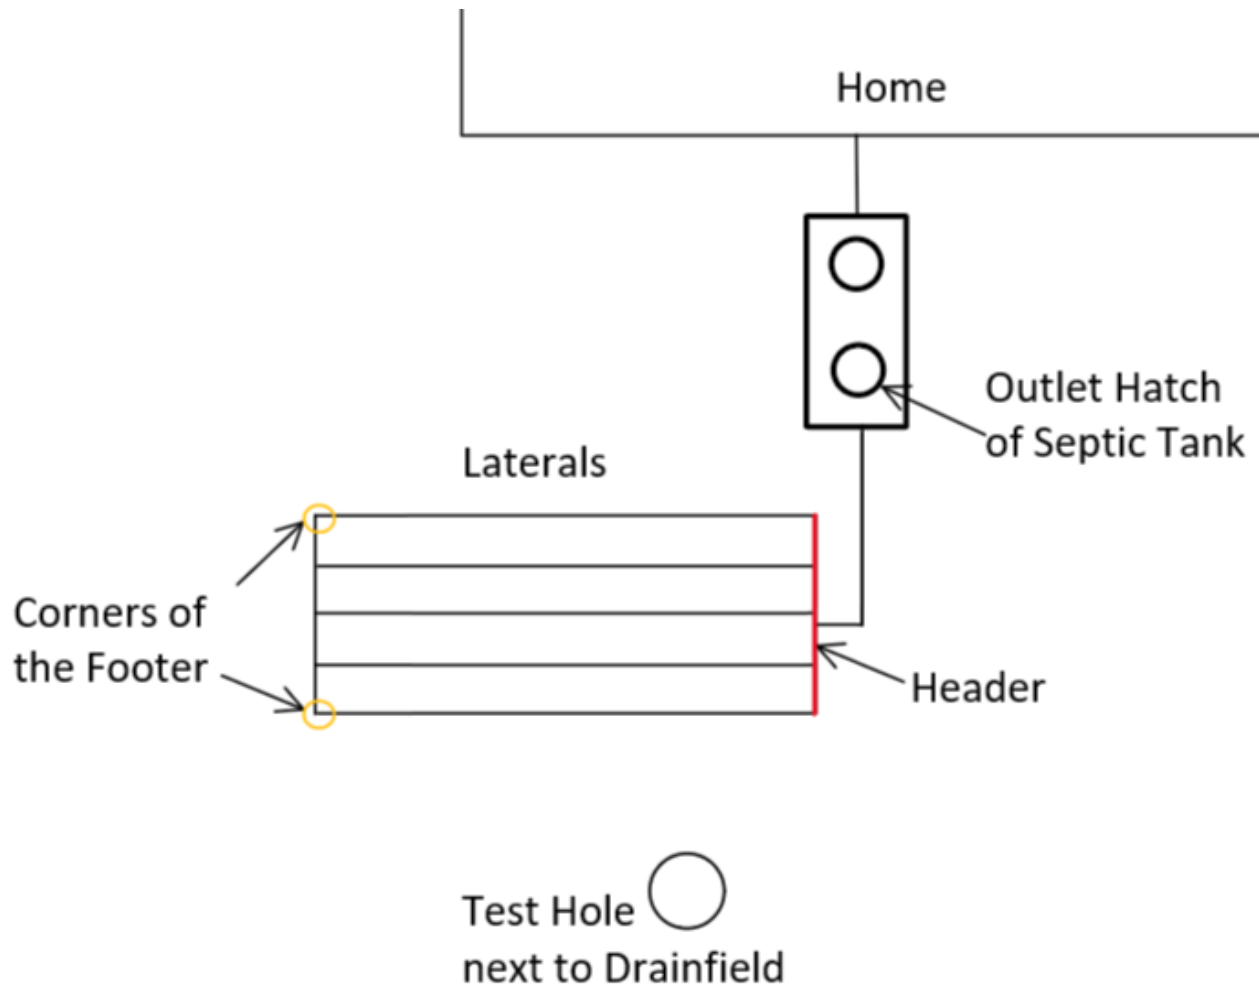 Home
Outlet Hatch
of Septic Tank
Laterals
Corners of
the Footer
Header
Test Hole
next to Drainfield